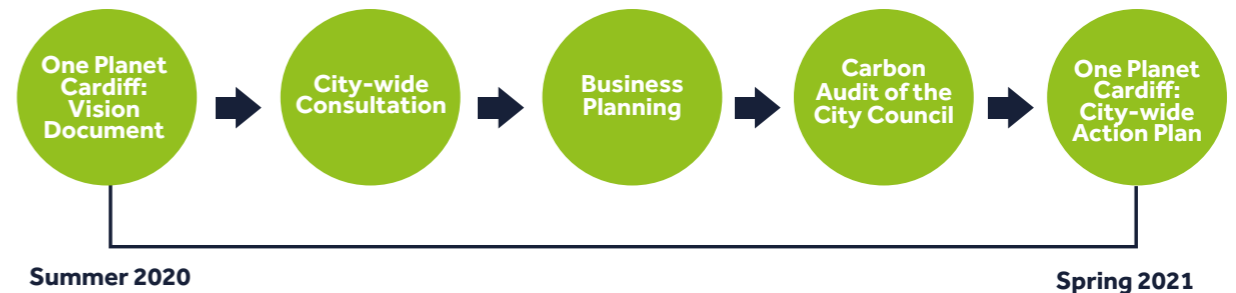 One Planet
Cardiff:
Vision
Document
City-wide
Consultation
Business
Planning
Carbon
Audit of the
City Council
One Planet
Cardiff:
City-wide
Action Plan
Summer 2020
Spring 2021